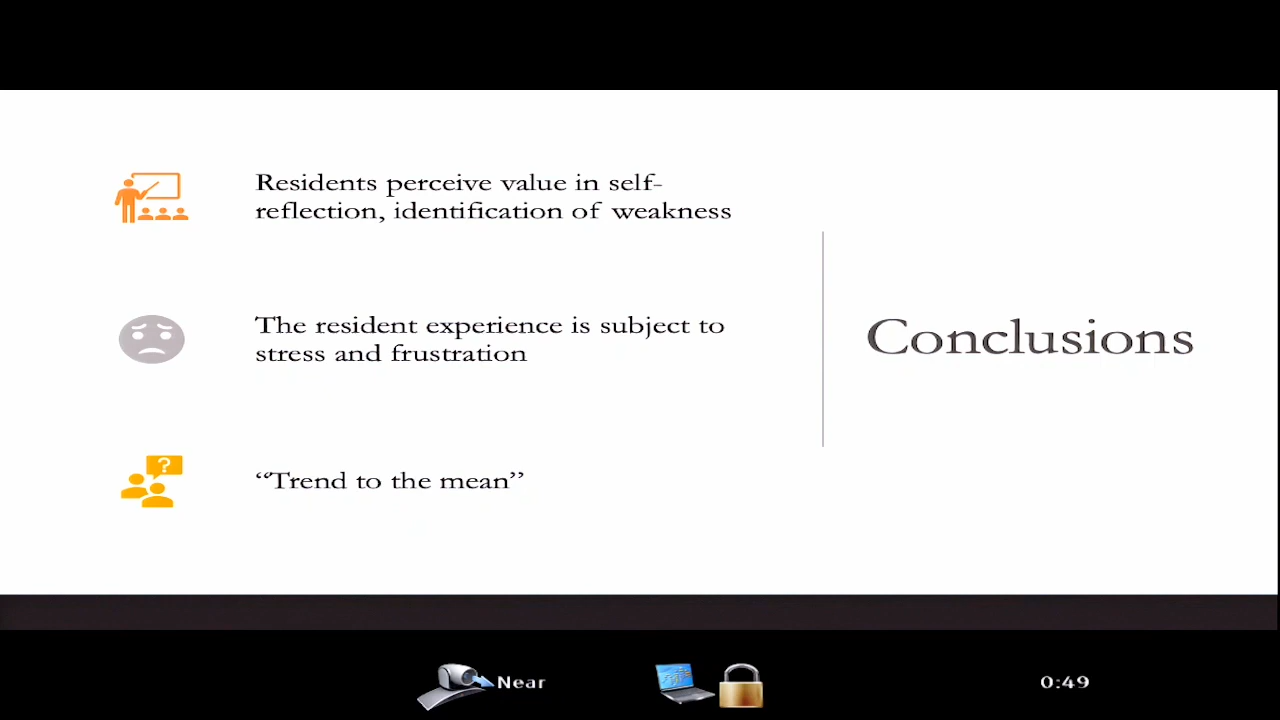 Residents perceive value in self-
reflection, identification of weakness
The resident experience is subject to
stress and frustration
“Trend to the mean”
Conclusions
?
Near
0:49